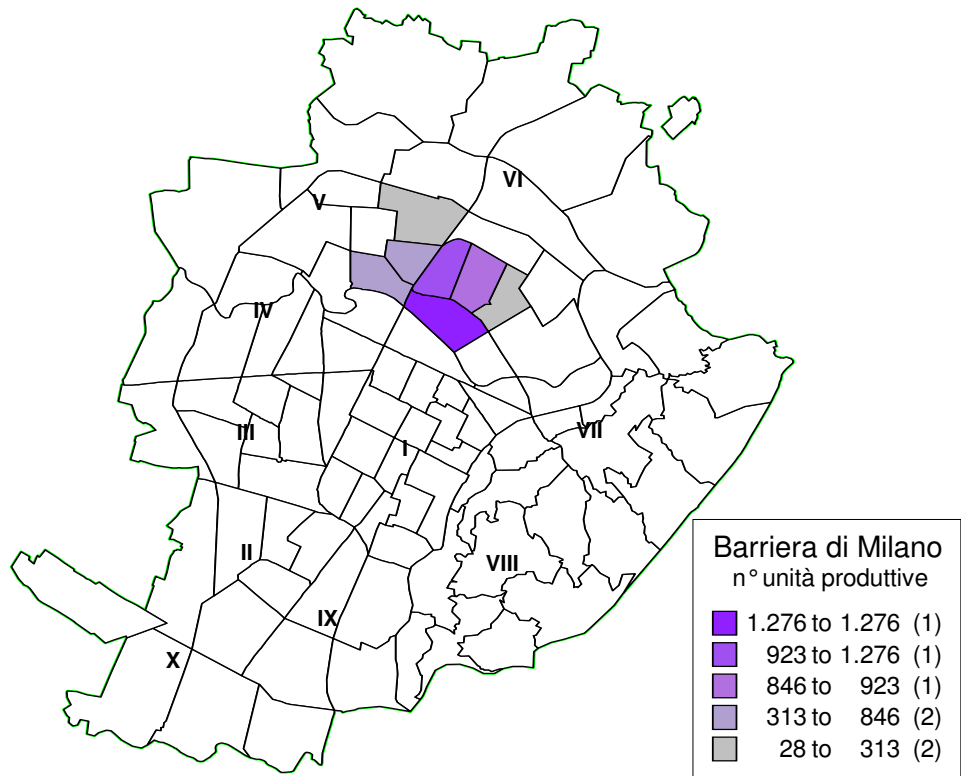 VI
V
IV
III
I
VII
II
VIII
IX
X
Barriera di Milano
n° unità produttive
1.276 to 1.276 (1)
923 to 1.276 (1)
846 to 923 (1)
313 to 846 (2)
28 to 313 (2)